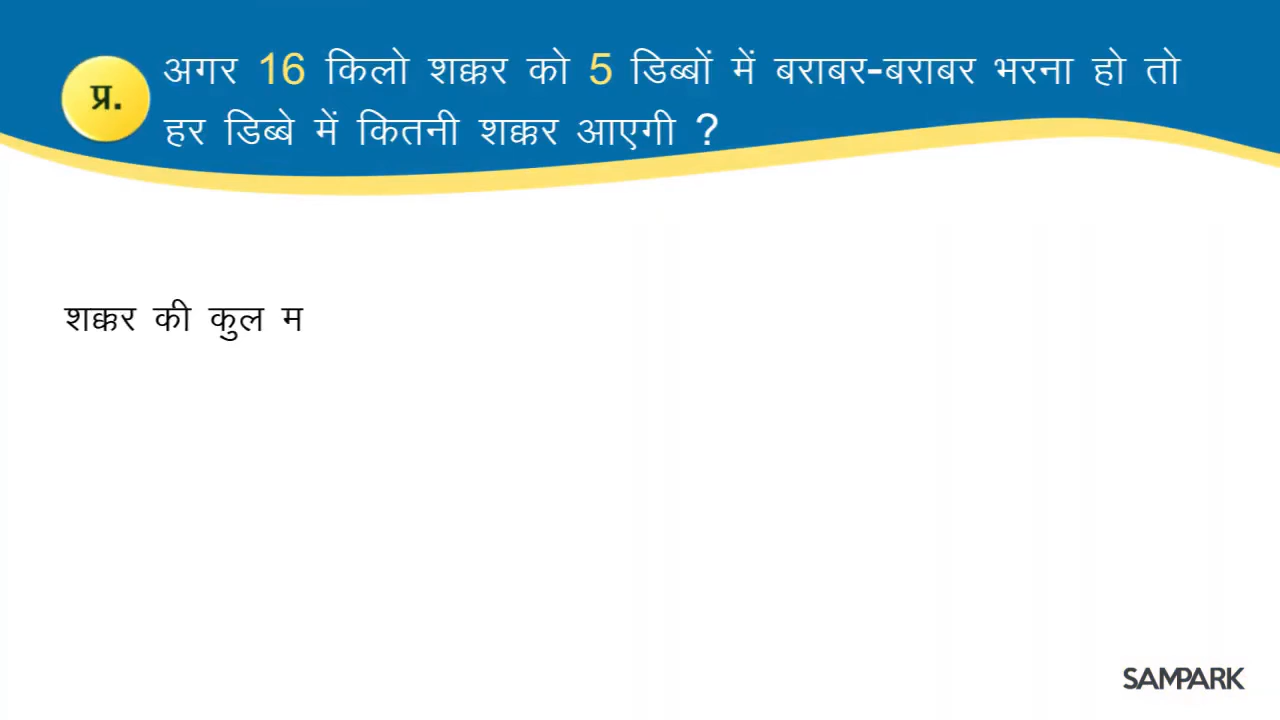 प्र.
अगर 16 किलो शक्कर को 5 डिब्बों में बराबर-बराबर भरना हो तो
हर डिब्बे में कितनी शक्कर आएगी ?
शक्कर की कुल म
SAMPARK